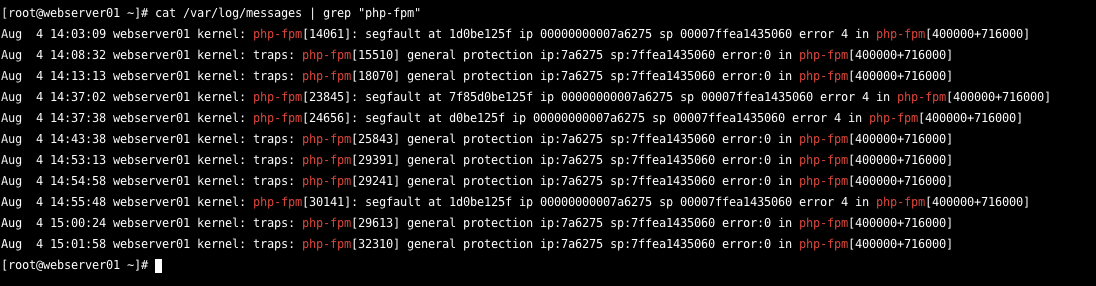 [root@webserver01 ~]# cat /var/log/messages | grep "php-fpm"
Aug  4 14:03:09 webserver01 kernel: php-fpm[14061]: segfault at 1d0be125f ip 00000000007a6275 sp 00007ffea1435060 error 4 in php-fpm[400000+716000]
Aug  4 14:08:32 webserver01 kernel: traps: php-fpm[15510] general protection ip:7a6275 sp:7ffea1435060 error:0 in php-fpm[400000+716000]
Aug  4 14:13:13 webserver01 kernel: traps: php-fpm[18070] general protection ip:7a6275 sp:7ffea1435060 error:0 in php-fpm[400000+716000]
Aug  4 14:37:02 webserver01 kernel: php-fpm[23845]: segfault at 7f85d0be125f ip 00000000007a6275 sp 00007ffea1435060 error 4 in php-fpm[400000+716000]
Aug  4 14:37:38 webserver01 kernel: php-fpm[24656]: segfault at d0be125f ip 00000000007a6275 sp 00007ffea1435060 error 4 in php-fpm[400000+716000]
Aug  4 14:43:38 webserver01 kernel: traps: php-fpm[25843] general protection ip:7a6275 sp:7ffea1435060 error:0 in php-fpm[400000+716000]
Aug  4 14:53:13 webserver01 kernel: traps: php-fpm[29391] general protection ip:7a6275 sp:7ffea1435060 error:0 in php-fpm[400000+716000]
Aug  4 14:54:58 webserver01 kernel: traps: php-fpm[29241] general protection ip:7a6275 sp:7ffea1435060 error:0 in php-fpm[400000+716000]
Aug  4 14:55:48 webserver01 kernel: php-fpm[30141]: segfault at 1d0be125f ip 00000000007a6275 sp 00007ffea1435060 error 4 in php-fpm[400000+716000]
Aug  4 15:00:24 webserver01 kernel: traps: php-fpm[29613] general protection ip:7a6275 sp:7ffea1435060 error:0 in php-fpm[400000+716000]
Aug  4 15:01:58 webserver01 kernel: traps: php-fpm[32310] general protection ip:7a6275 sp:7ffea1435060 error:0 in php-fpm[400000+716000]
[root@webserver01 ~]#